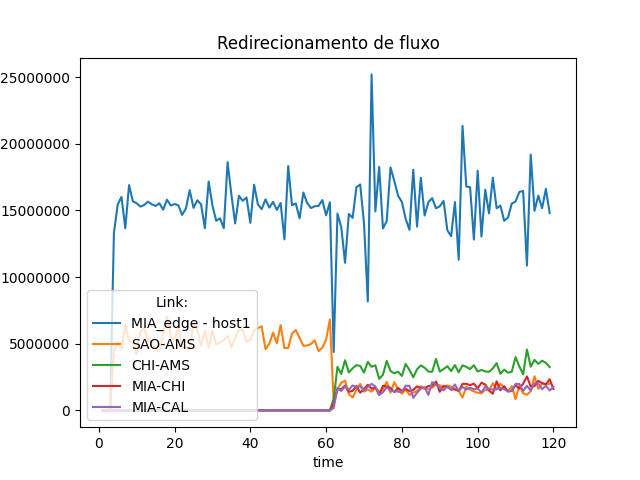 Redirecionamento de fluxo
25000000
20000000
15000000
10000000
5000000
0
Link:
MIA_edge - host1
SAO-AMS
CHI-AMS
MIA-CHI
MIA-CAL
0 20 40 60 80 100 120
time